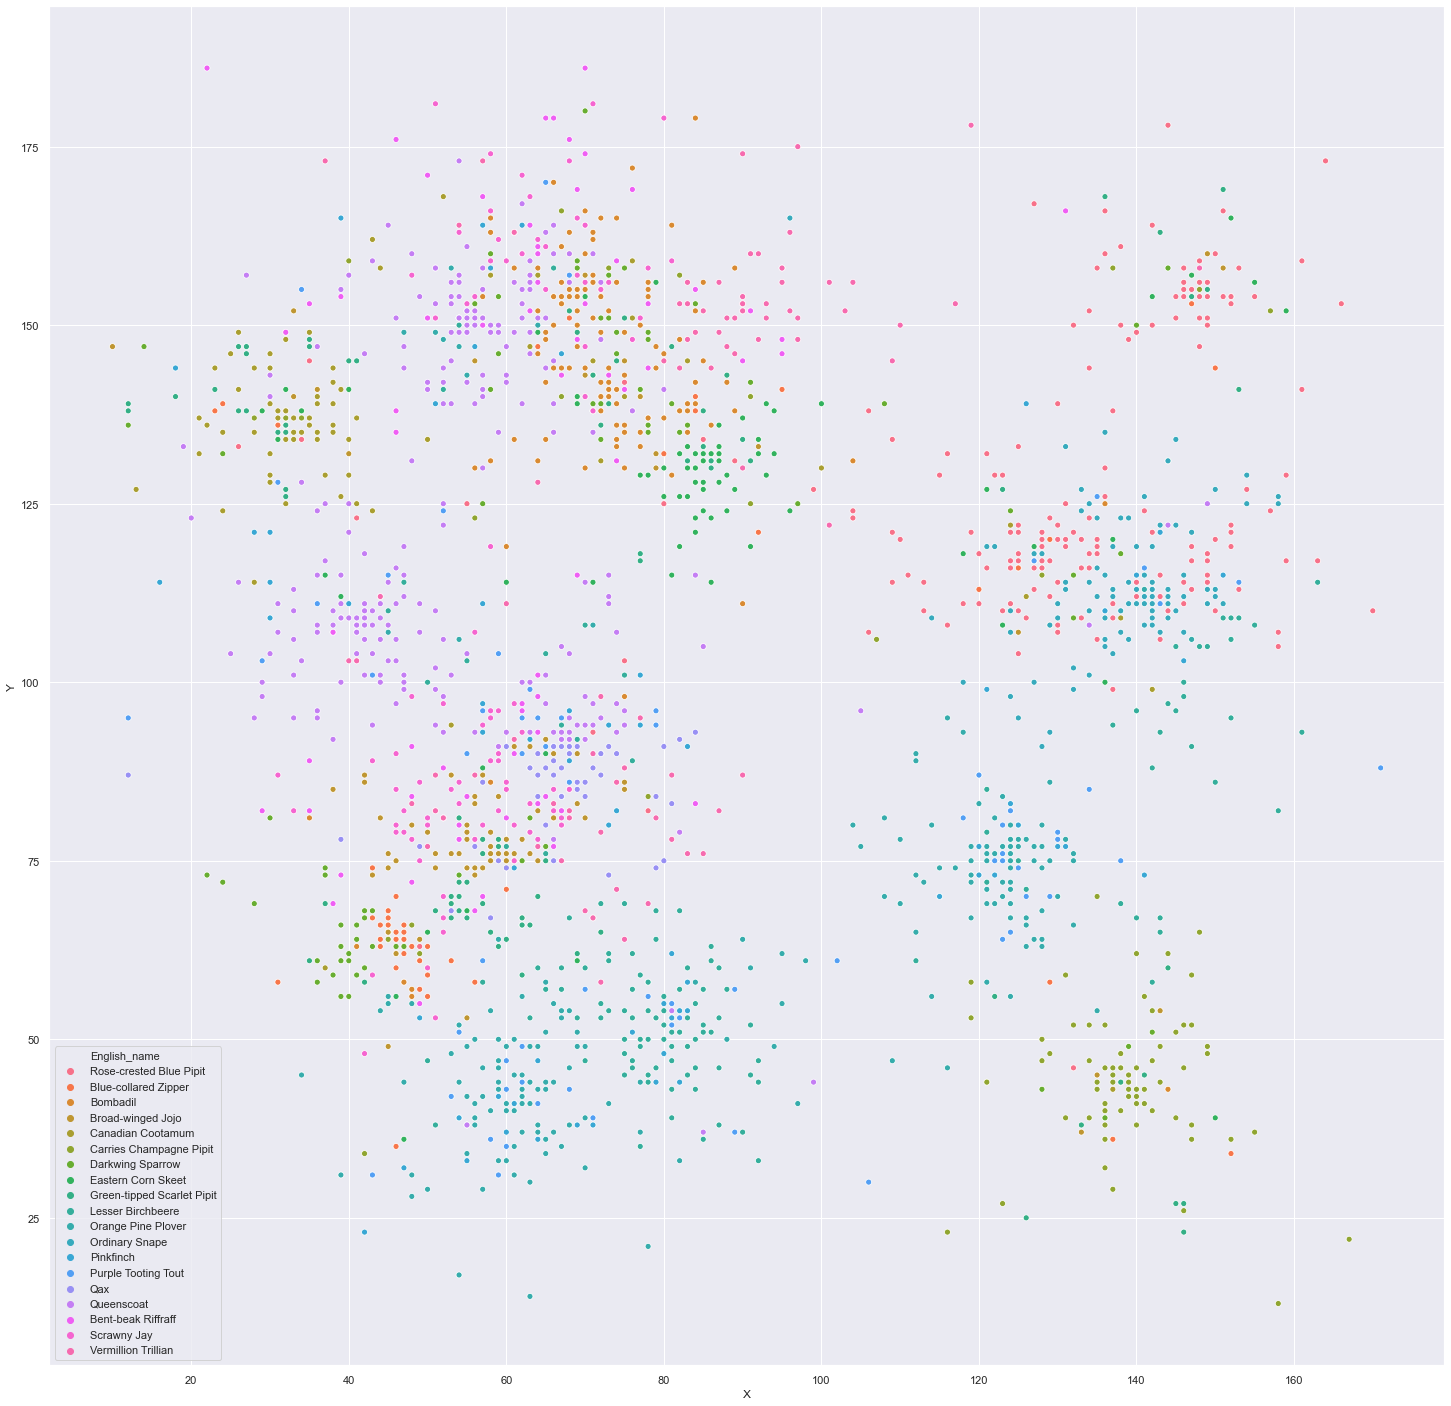 175
150
125
100
75
50
25
Y
English_name
Rose-crested Blue Pipit
Blue-collared Zipper
Bombadil
Broad-winged Jojo
Canadian Cootamum
Carries Champagne Pipit
Darkwing Sparrow
Eastern Corn Skeet
Green-tipped Scarlet Pipit
Lesser Birchbeere
Orange Pine Plover
Ordinary Snape
Pinkfinch
Purple Tooting Tout
Qax
Queenscoat
Bent-beak Riffraff
Scrawny Jay
Vermillion Trillian
20 40 60 80 100 120 140 160
X